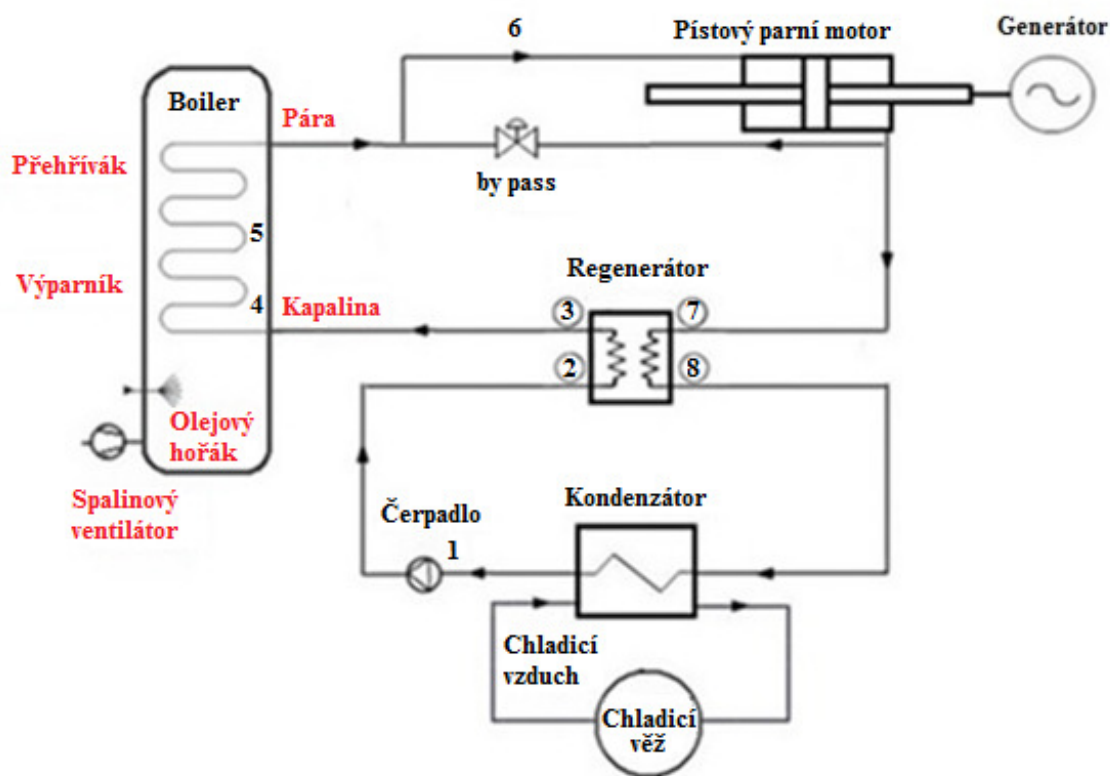 6
Pístový parní motor
Generátor
Boiler
Pára
Přehřívák
by pass
5
Regenerátor
Výparník
4
Kapalina
3
7
2
8
Olejový
hořák
Kondenzátor
Spalinový
ventilátor
Čerpadlo
1
Chladicí
vzduch
Chladicí
věž